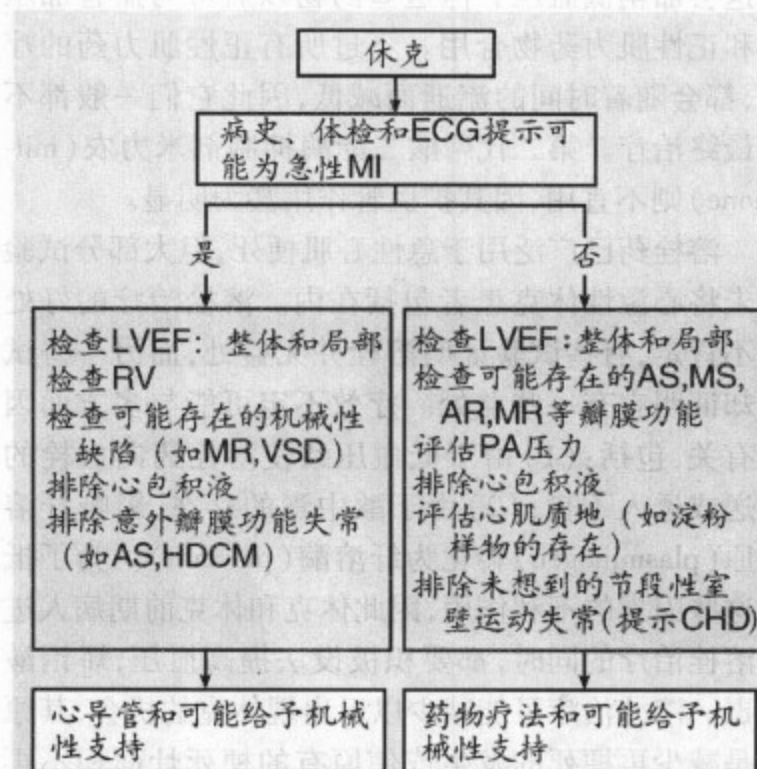 休克
病史、体检和ECG提示可
能为急性MI
是
否
检查LVEF：整体和局部
检查RV
检查可能存在的机械性
缺陷（如MR,VSD）
排除心包积液
排除意外瓣膜功能失常
（如AS,HDCM）
检查LVEF：整体和局部
检查可能存在的AS,MS,
AR,MR等瓣膜功能
评估PA压力
排除心包积液
评估心肌质地（如淀粉
样物的存在）
排除未想到的节段性室
壁运动失常(提示CHD)
心导管和可能给予机械
性支持
药物疗法和可能给予机
械性支持